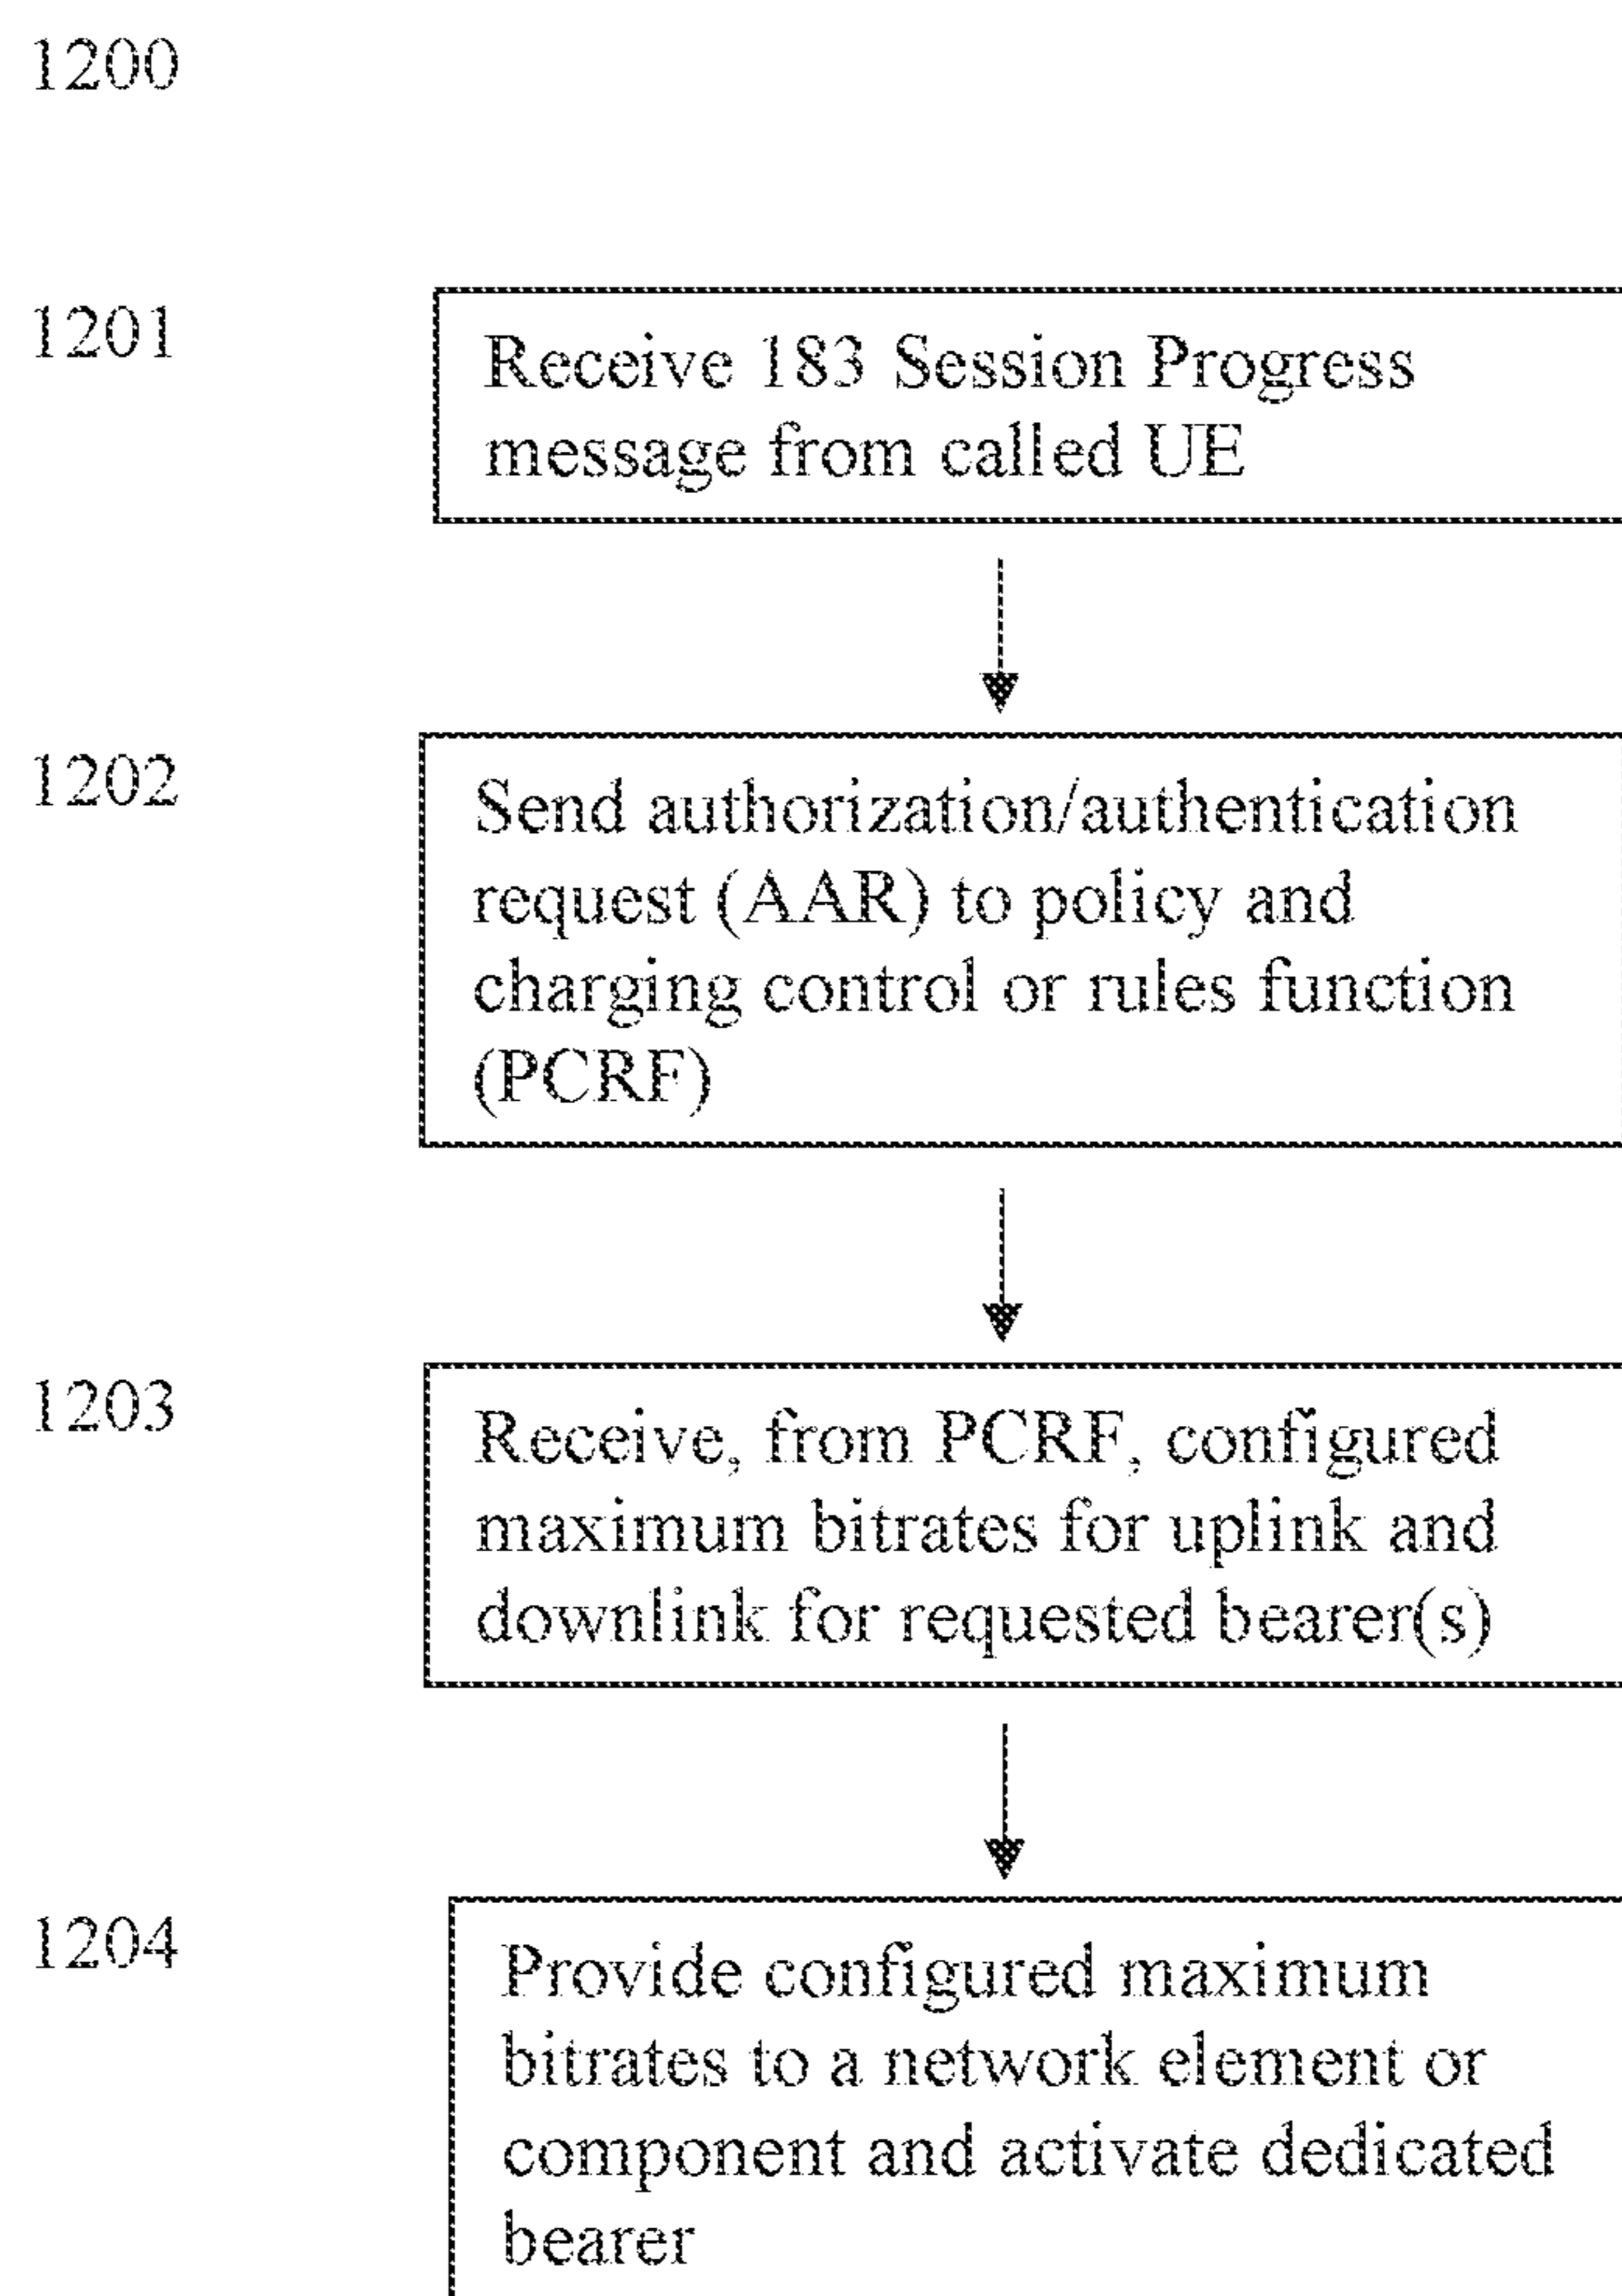 1200
1201
Receive 183 Session Progress
message from called UE
1202
Send authorization/authentication
request (AAR) to policy and
charging control or rules function
(PCRF)
1203
Receive, from PCRF, configured
maximum bitrates for uplink and
downlink for requested bearer(s)
1204
Provide configured maximum
bitrates to a network element or
component and activate dedicated
bearer